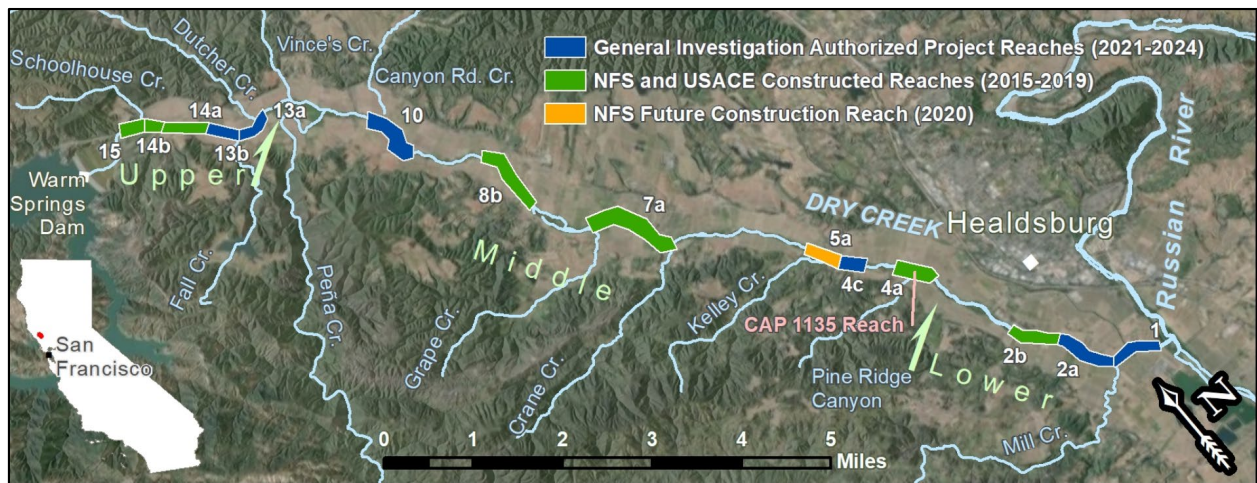 General Investigation Authorized Project Reaches (2021-2024)
NFS and USACE Constructed Reaches (2015-2019)
NFS Future Construction Reach (2020)
Schoolhouse Cr.
Dutcher Cr.
Vince's Cr.
Canyon Rd. Cr.
14a
13a
10
15
14b
13b
Upper
Warm
Springs
Dam
8b
7a
Middle
DRY CREEK
Healdsburg
Russian River
5a
4c
4a
CAP 1135 Reach
1
2b
2a
Lower
Fall Cr.
Peña Cr.
Grape Cr.
Crane Cr.
Kelley Cr.
Pine Ridge
Canyon
Mill Cr.
San
Francisco
0 1 2 3 4 5
Miles
N